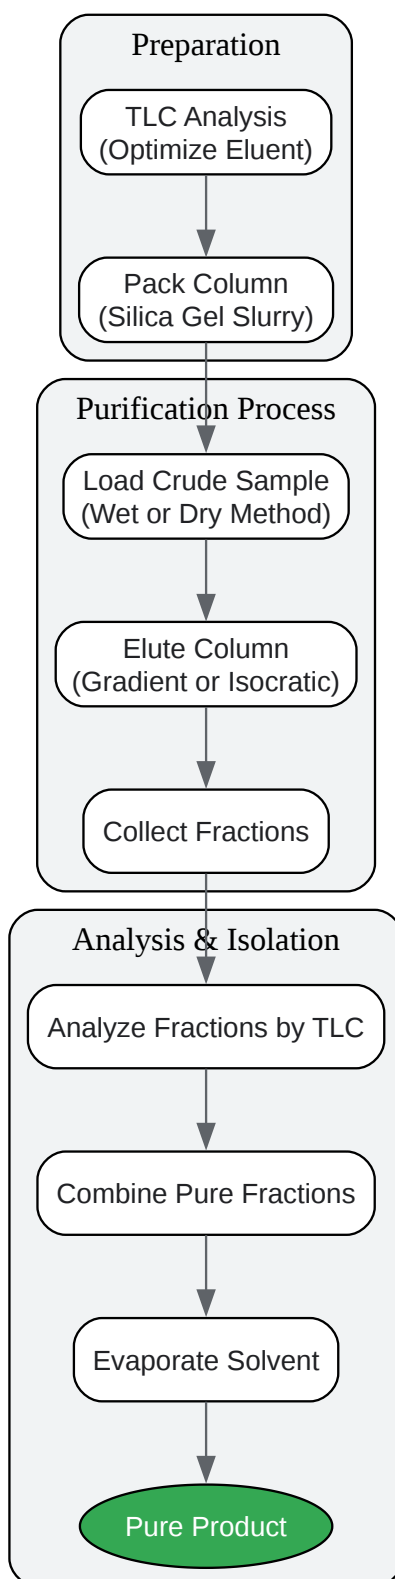 Preparation
TLC Analysis
(Optimize Eluent)
Pack Column
(Silica Gel Slurry)
Purification Process
Load Crude Sample
(Wet or Dry Method)
Elute Column
(Gradient or Isocratic)
Collect Fractions
Analysis & Isolation
Analyze Fractions by TLC
Combine Pure Fractions
Evaporate Solvent
Pure Product